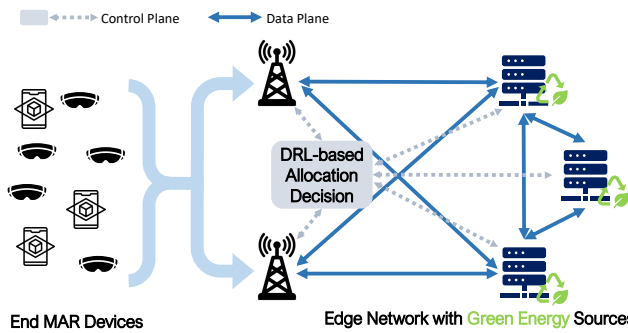 Control Plane
Data Plane
DRL-based
Allocation
Decision
End MAR Devices
Edge Network with Green Energy Sources